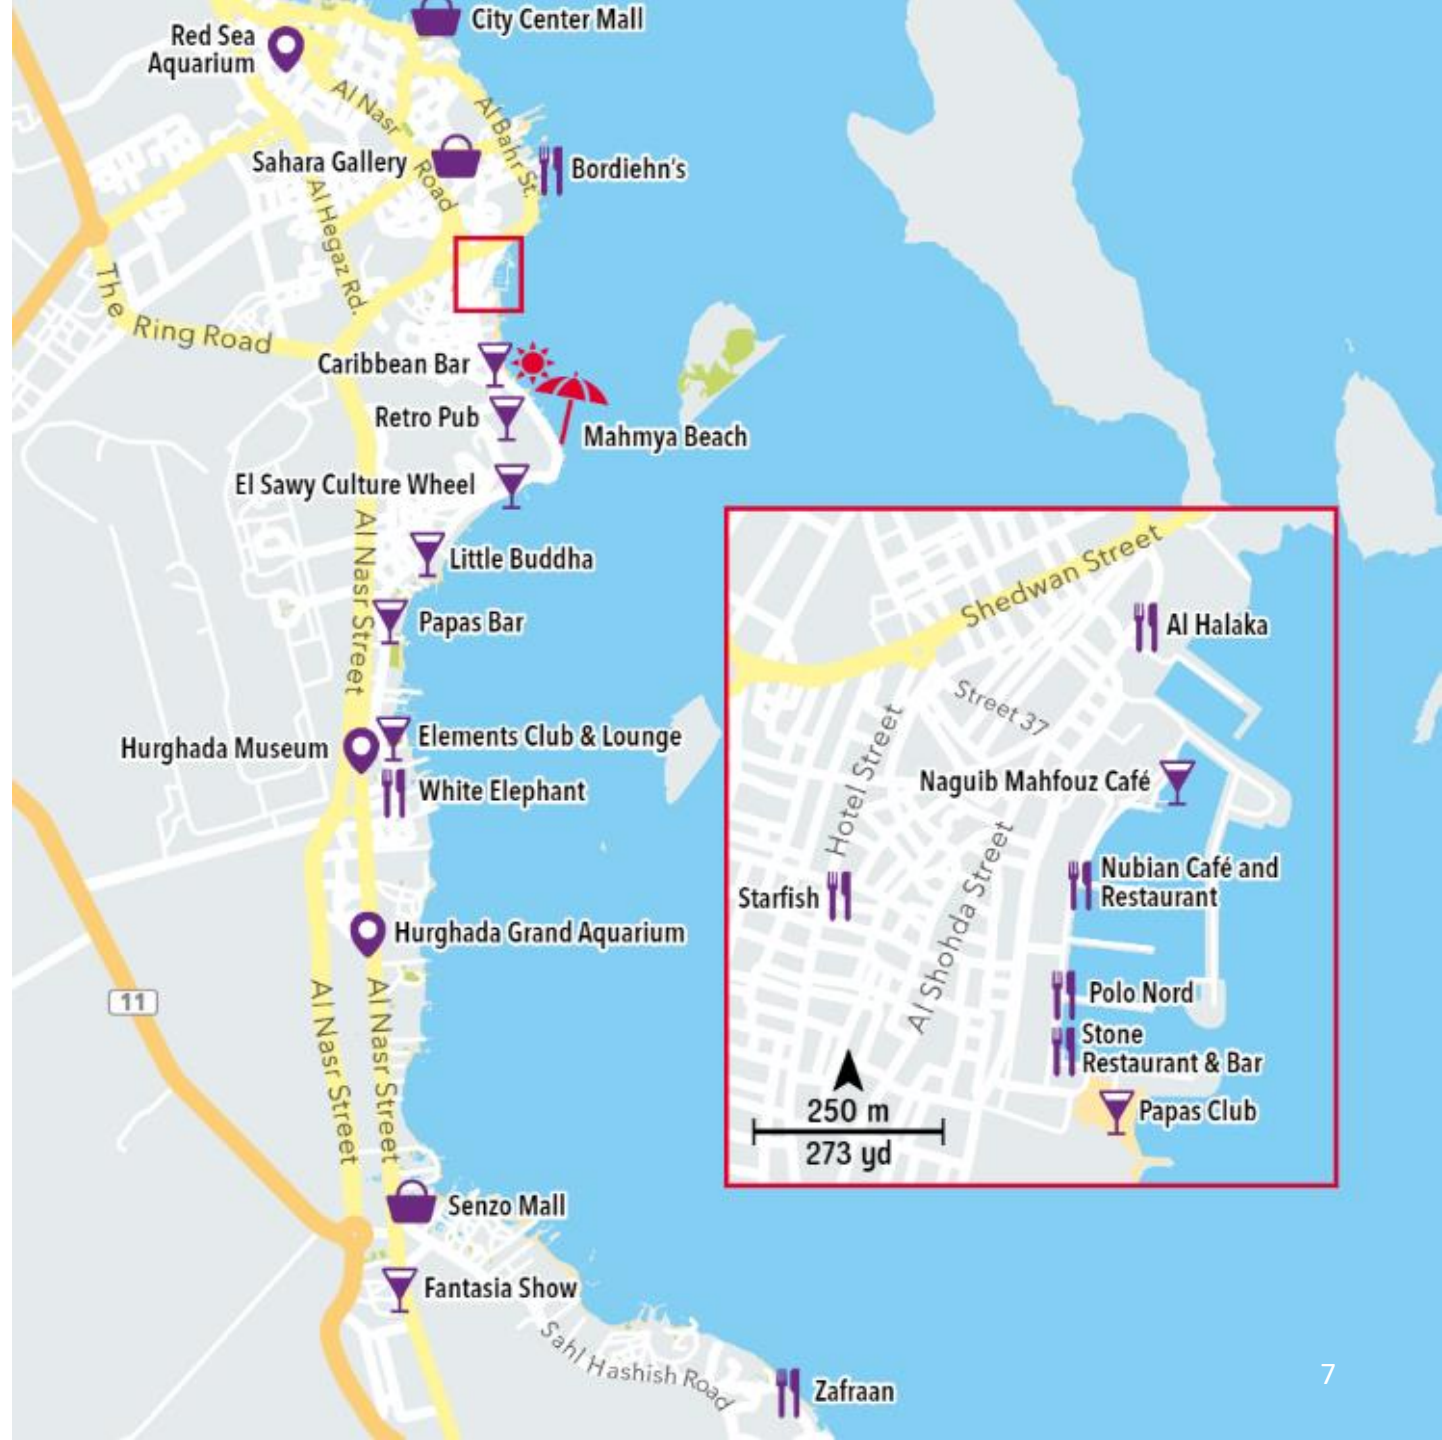 City Center Mall
Red Sea
Aquarium
Al Nasr
Road
Al Bahr St.
Sahara Gallery
Bordiehn's
Al Hegaz Rd.
The Ring Road
Caribbean Bar
Retro Pub
Mahmya Beach
El Sawy Culture Wheel
Al Nasr Street
Little Buddha
Papas Bar
Hurghada Museum
Elements Club & Lounge
White Elephant
Hurghada Grand Aquarium
11
Al Nasr Street
Al Nasr Street
Senzo Mall
Fantasia Show
Sahl Hashish Road
Zafraan
Shedwan Street
Al Halaka
Street 37
Hotel Street
Naguib Mahfouz Café
Al Shohda Street
Nubian Café and
Restaurant
Starfish
Polo Nord
Stone
Restaurant & Bar
250 m
273 yd
Papas Club
7